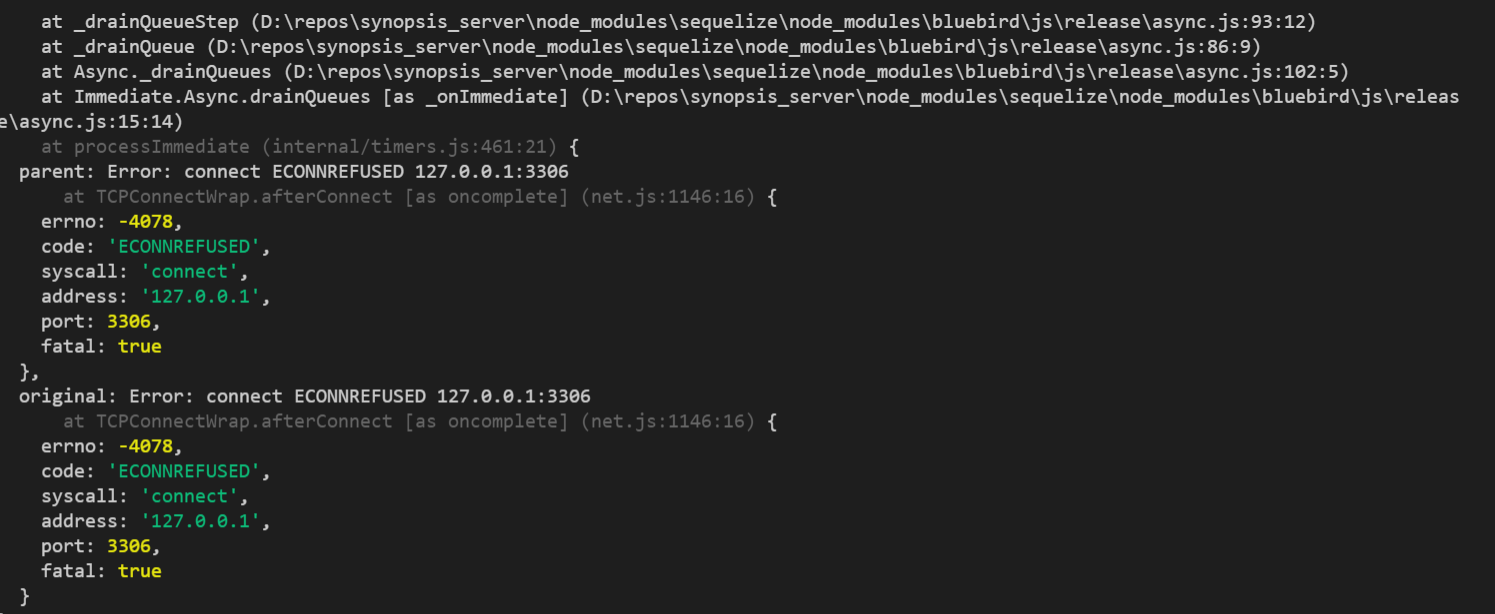 at _drainQueueStep (D:\repos\synopsis_server\node_modules\sequelize\node_modules\bluebird\js\release\async.js:93:12)
at _drainQueue (D:\repos\synopsis_server\node_modules\sequelize\node_modules\bluebird\js\release\async.js:86:9)
at Async._drainQueues (D:\repos\synopsis_server\node_modules\sequelize\node_modules\bluebird\js\release\async.js:102:5)
at Immediate.Async.drainQueues [as _onImmediate] (D:\repos\synopsis_server\node_modules\sequelize\node_modules\bluebird\js\releas
e\async.js:15:14)
at processImmediate (internal/timers.js:461:21) {
parent: Error: connect ECONNREFUSED 127.0.0.1:3306
at TCPConnectWrap.afterConnect [as oncomplete] (net.js:1146:16) {
errno: -4078,
code: 'ECONNREFUSED',
syscall: 'connect',
address: '127.0.0.1',
port: 3306,
fatal: true
},
original: Error: connect ECONNREFUSED 127.0.0.1:3306
at TCPConnectWrap.afterConnect [as oncomplete] (net.js:1146:16) {
errno: -4078,
code: 'ECONNREFUSED',
syscall: 'connect',
address: '127.0.0.1',
port: 3306,
fatal: true
}